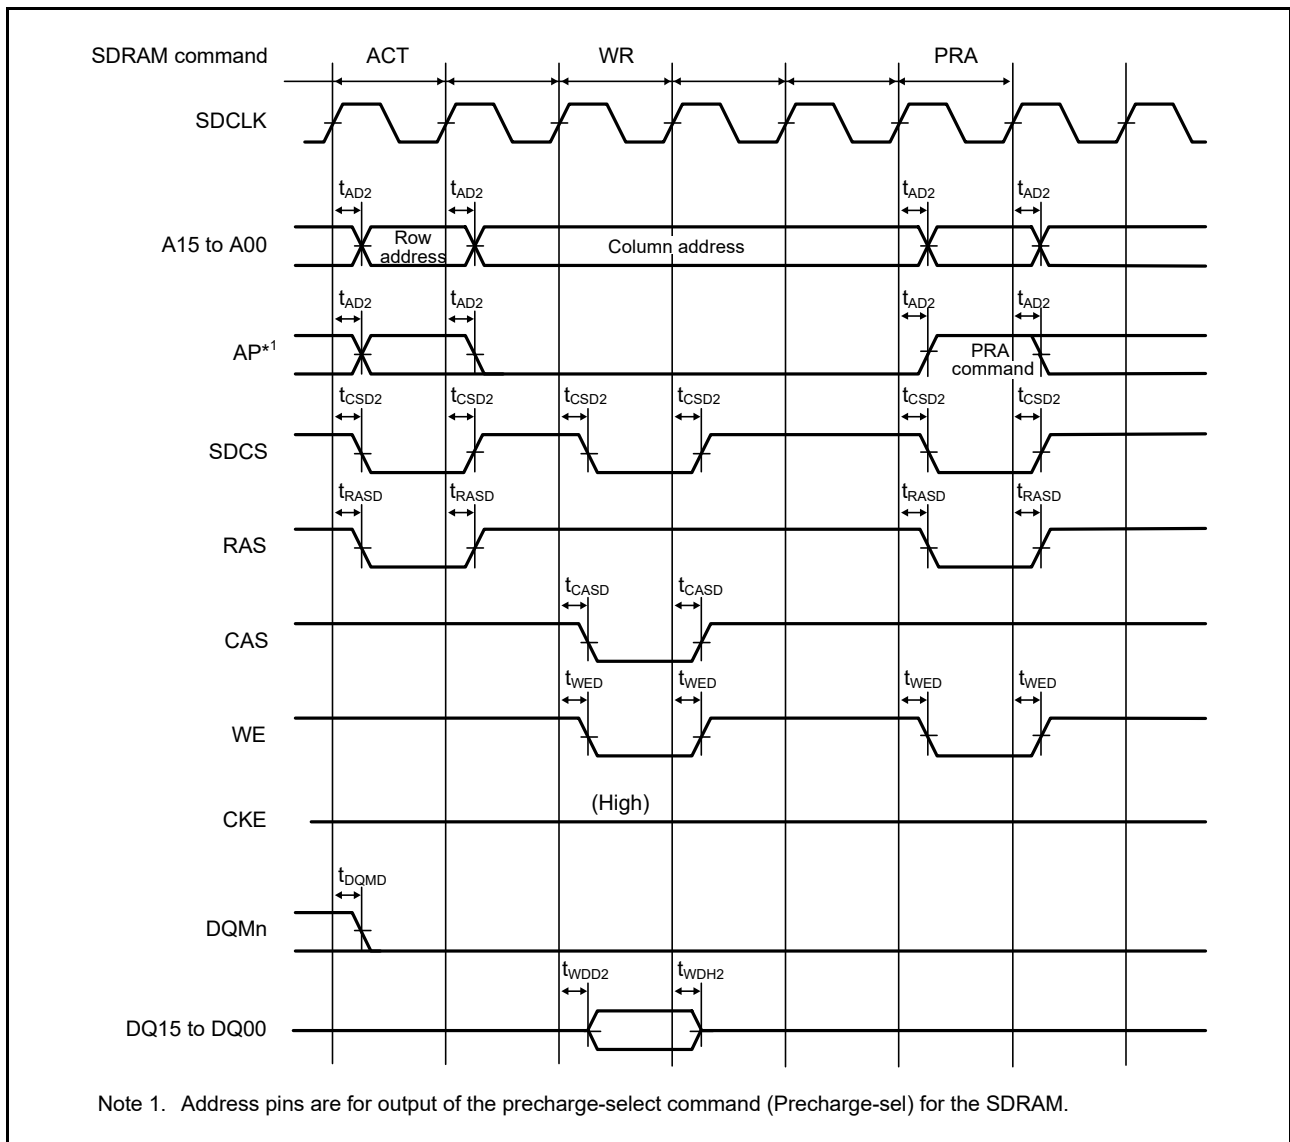 SDRAM command ACT WR PRA
SDCLK
tAD2 tAD2 tAD2 tAD2
A15 to A00 Row address Column address
tAD2 tAD2 tAD2 tAD2
AP*1 PRA command
tCSD2 tCSD2 tCSD2 tCSD2 tCSD2 tCSD2
SDCS
tRASD tRASD tRASD tRASD
RAS
tCASD tCASD
CAS
tWED tWED tWED tWED
WE
(High)
CKE
tDQMD
DQMn
tWDD2 tWDH2
DQ15 to DQ00
Note 1. Address pins are for output of the precharge-select command (Precharge-sel) for the SDRAM.